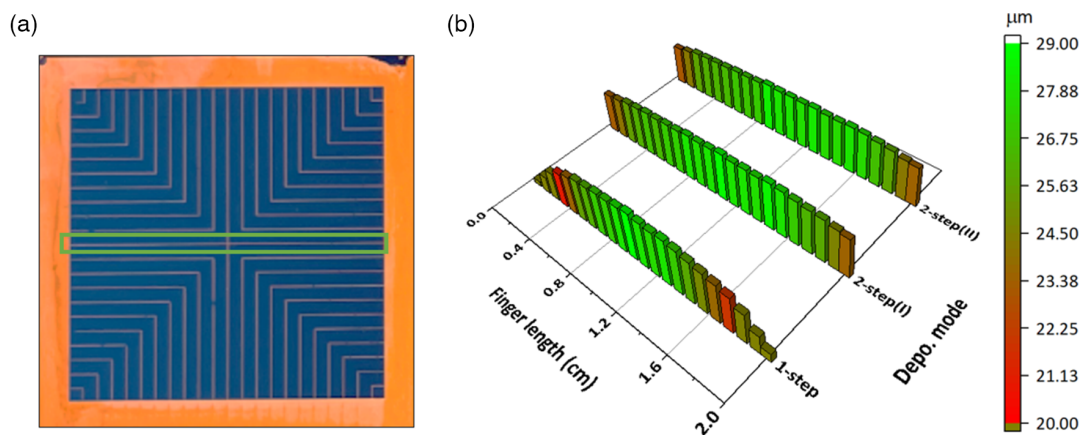 (a)
(b)
µm
29.00
27.88
26.75
25.63
24.50
23.38
22.25
21.13
20.00
0.0
0.4
0.8
1.2
1.6
2.0
Finger length (cm)
1-step
2-step(I)
2-step(II)
Depo. mode